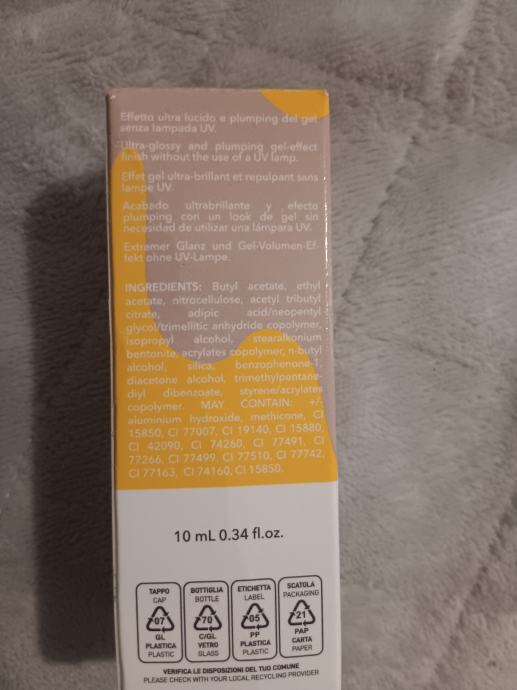 Effetto ultra lucido e plumping del gel
senza lampada UV.
Ultra-glossy and plumping gel-effect
finish without the use of a UV lamp.
Effet gel ultra-brillant et repulpant sans
lampe UV.
Acabado ultrabrillante y efecto
plumping con un look de gel sin
necesidad de utilizar una lámpara UV.
Extremer Glanz und Gel-Volumen-Ef-
fekt ohne UV-Lampe.
INGREDIENTS: Butyl acetate, ethyl
acetate, nitrocellulose, acetyl tributyl
citrate, adipic acid/neopentyl
glycol/trimellitic anhydride copolymer,
isopropyl alcohol, stearalkonium
bentonite, acrylates copolymer, n-butyl
alcohol, silica, benzophenone-1,
diacetone alcohol, trimethylpentane-
diyl dibenzoate, styrene/acrylates
copolymer. MAY CONTAIN: +/-
aluminium hydroxide, methicone, CI
15850, CI 77007, CI 19140, CI 15880,
CI 42090, CI 74260, CI 77491, CI
77266, CI 77499, CI 77510, CI 77742,
CI 77163, CI 74160, CI 15850.
10 mL 0.34 fl.oz.
TAPPO
CAP
07
GL
PLASTICA
PLASTIC
BOTTIGLIA
BOTTLE
70
C/GL
VETRO
GLASS
ETICHETTA
LABEL
05
PP
PLASTICA
PLASTIC
SCATOLA
PACKAGING
21
PAP
CARTA
PAPER
VERIFICA LE DISPOSIZIONI DEL TUO COMUNE
PLEASE CHECK WITH YOUR LOCAL RECYCLING PROVIDER